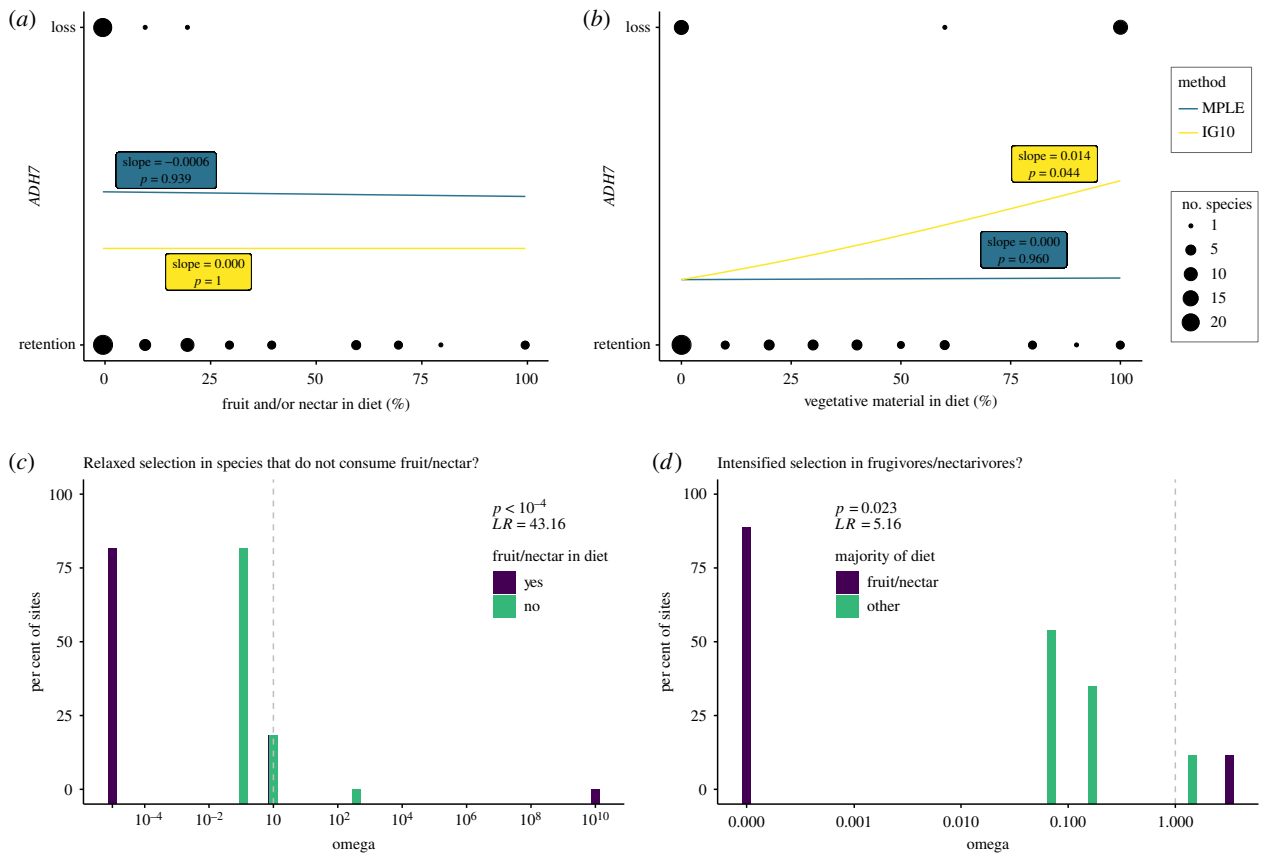 (a)
loss
ADH7
retention
slope = −0.0006
p = 0.939
slope = 0.000
p = 1
0 25 50 75 100
fruit and/or nectar in diet (%)
(b)
loss
ADH7
retention
slope = 0.014
p = 0.044
slope = 0.000
p = 0.960
0 25 50 75 100
vegetative material in diet (%)
method
MPLE
IG10
no. species
1
5
10
15
20
(c)
Relaxed selection in species that do not consume fruit/nectar?
100
75
50
25
0
per cent of sites
p < 10⁻⁴
LR = 43.16
fruit/nectar in diet
yes
no
10⁻⁴ 10⁻² 10 10² 10⁴ 10⁶ 10⁸ 10¹⁰
omega
(d)
Intensified selection in frugivores/nectarivores?
100
75
50
25
0
per cent of sites
p = 0.023
LR = 5.16
majority of diet
fruit/nectar
other
0.000 0.001 0.010 0.100 1.000
omega